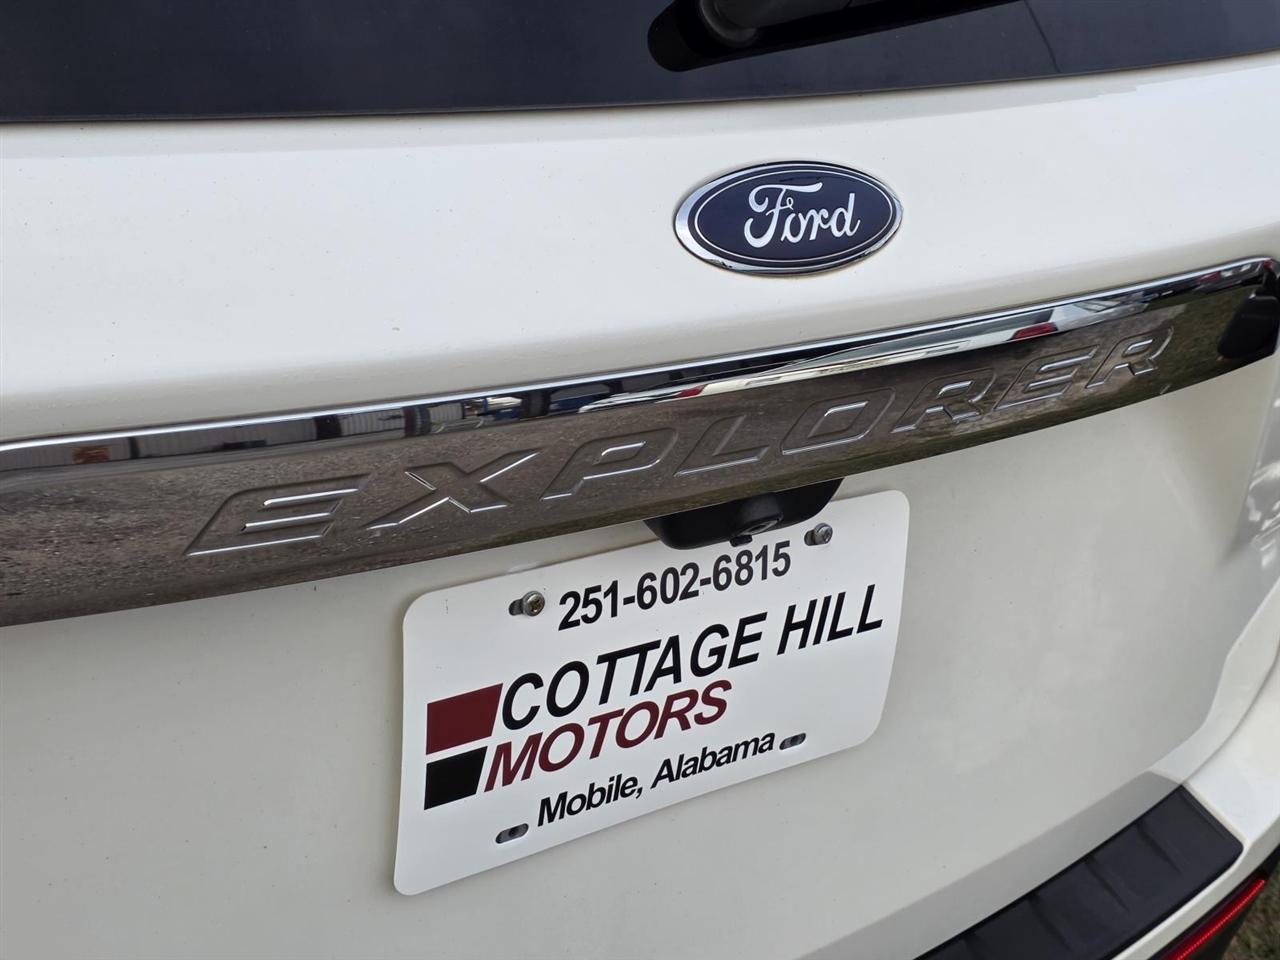 Ford
EXPLORER
251-602-6815
COTTAGE HILL
MOTORS
Mobile, Alabama